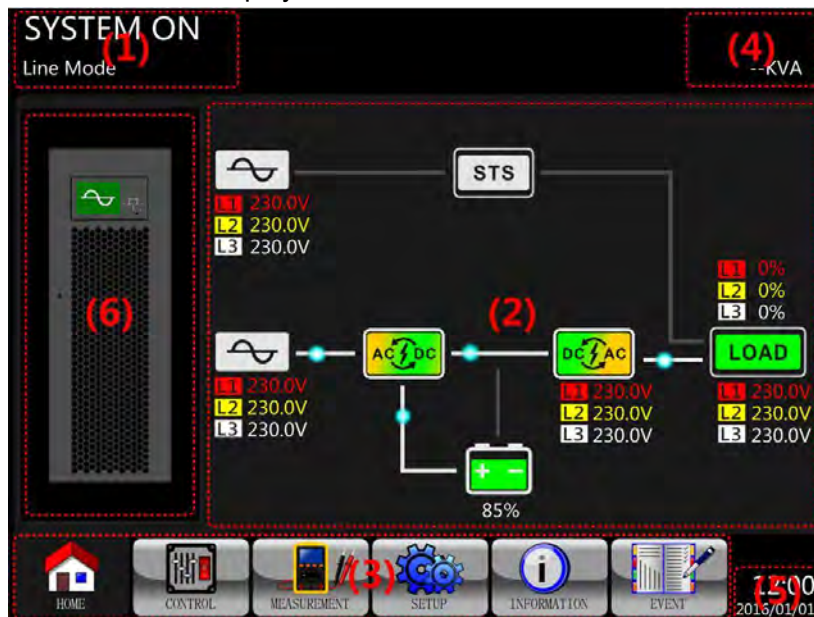 SYSTEM ON
(1)
Line Mode
(4)
--KVA
STS
L1 230.0V
L2 230.0V
L3 230.0V
(6)
(2)
L1 0%
L2 0%
L3 0%
AC DC
DC AC
LOAD
L1 230.0V
L2 230.0V
L3 230.0V
L1 230.0V
L2 230.0V
L3 230.0V
L1 230.0V
L2 230.0V
L3 230.0V
+ -
85%
(3)
HOME
CONTROL
MEASUREMENT
SETUP
INFORMATION
EVENT
(5)
12:00
2016/01/01